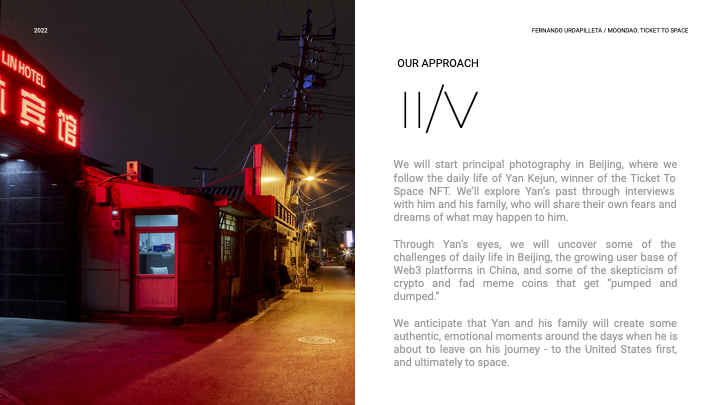 2022
FERNANDO URDAPILLETA / MOONDAO: TICKET TO SPACE
LIN HOTEL
宾馆
OUR APPROACH
II/V
We will start principal photography in Beijing, where we
follow the daily life of Yan Kejun, winner of the Ticket To
Space NFT. We'll explore Yan's past through interviews
with him and his family, who will share their own fears and
dreams of what may happen to him.
Through Yan's eyes, we will uncover some of the
challenges of daily life in Beijing, the growing user base of
Web3 platforms in China, and some of the skepticism of
crypto and fad meme coins that get “pumped and
dumped.”
We anticipate that Yan and his family will create some
authentic, emotional moments around the days when he is
about to leave on his journey - to the United States first,
and ultimately to space.